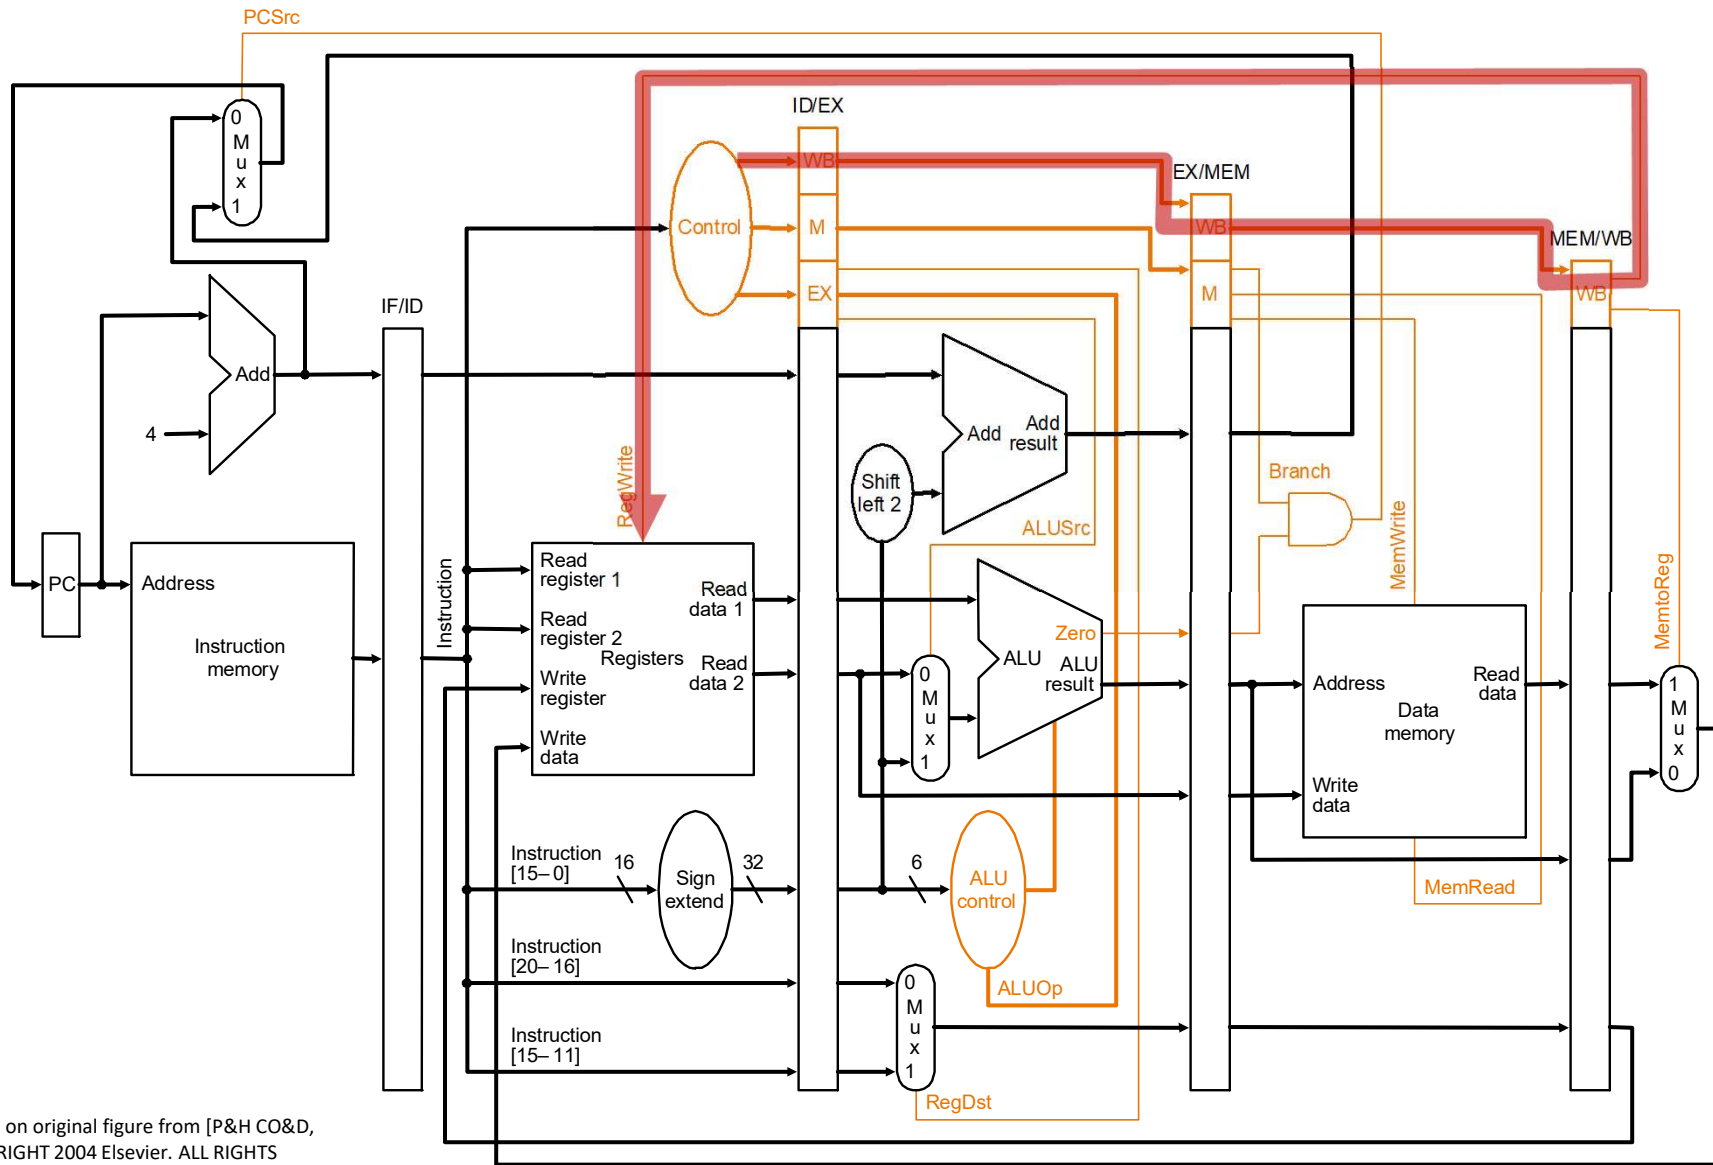 PCSrc
ID/EX
0
M
u
x
1
WB
EX/MEM
Control
M
WB
MEM/WB
EX
M
WB
IF/ID
Add
4
Add
Add
result
RegWrite
Shift
left 2
Branch
ALUSrc
MemWrite
PC
Address
Instruction
memory
Instruction
Read
register 1
Read
register 2
Registers
Write
register
Write
data
Read
data 1
Read
data 2
0
M
u
x
1
Zero
ALU
ALU
result
Address
Read
data
Data
memory
Write
data
MemtoReg
1
M
u
x
0
Instruction
[15– 0]
16
Sign
extend
32
6
ALU
control
MemRead
Instruction
[20– 16]
0
M
u
x
1
ALUOp
Instruction
[15– 11]
RegDst
on original figure from [P&H CO&D,
RIGHT 2004 Elsevier. ALL RIGHTS